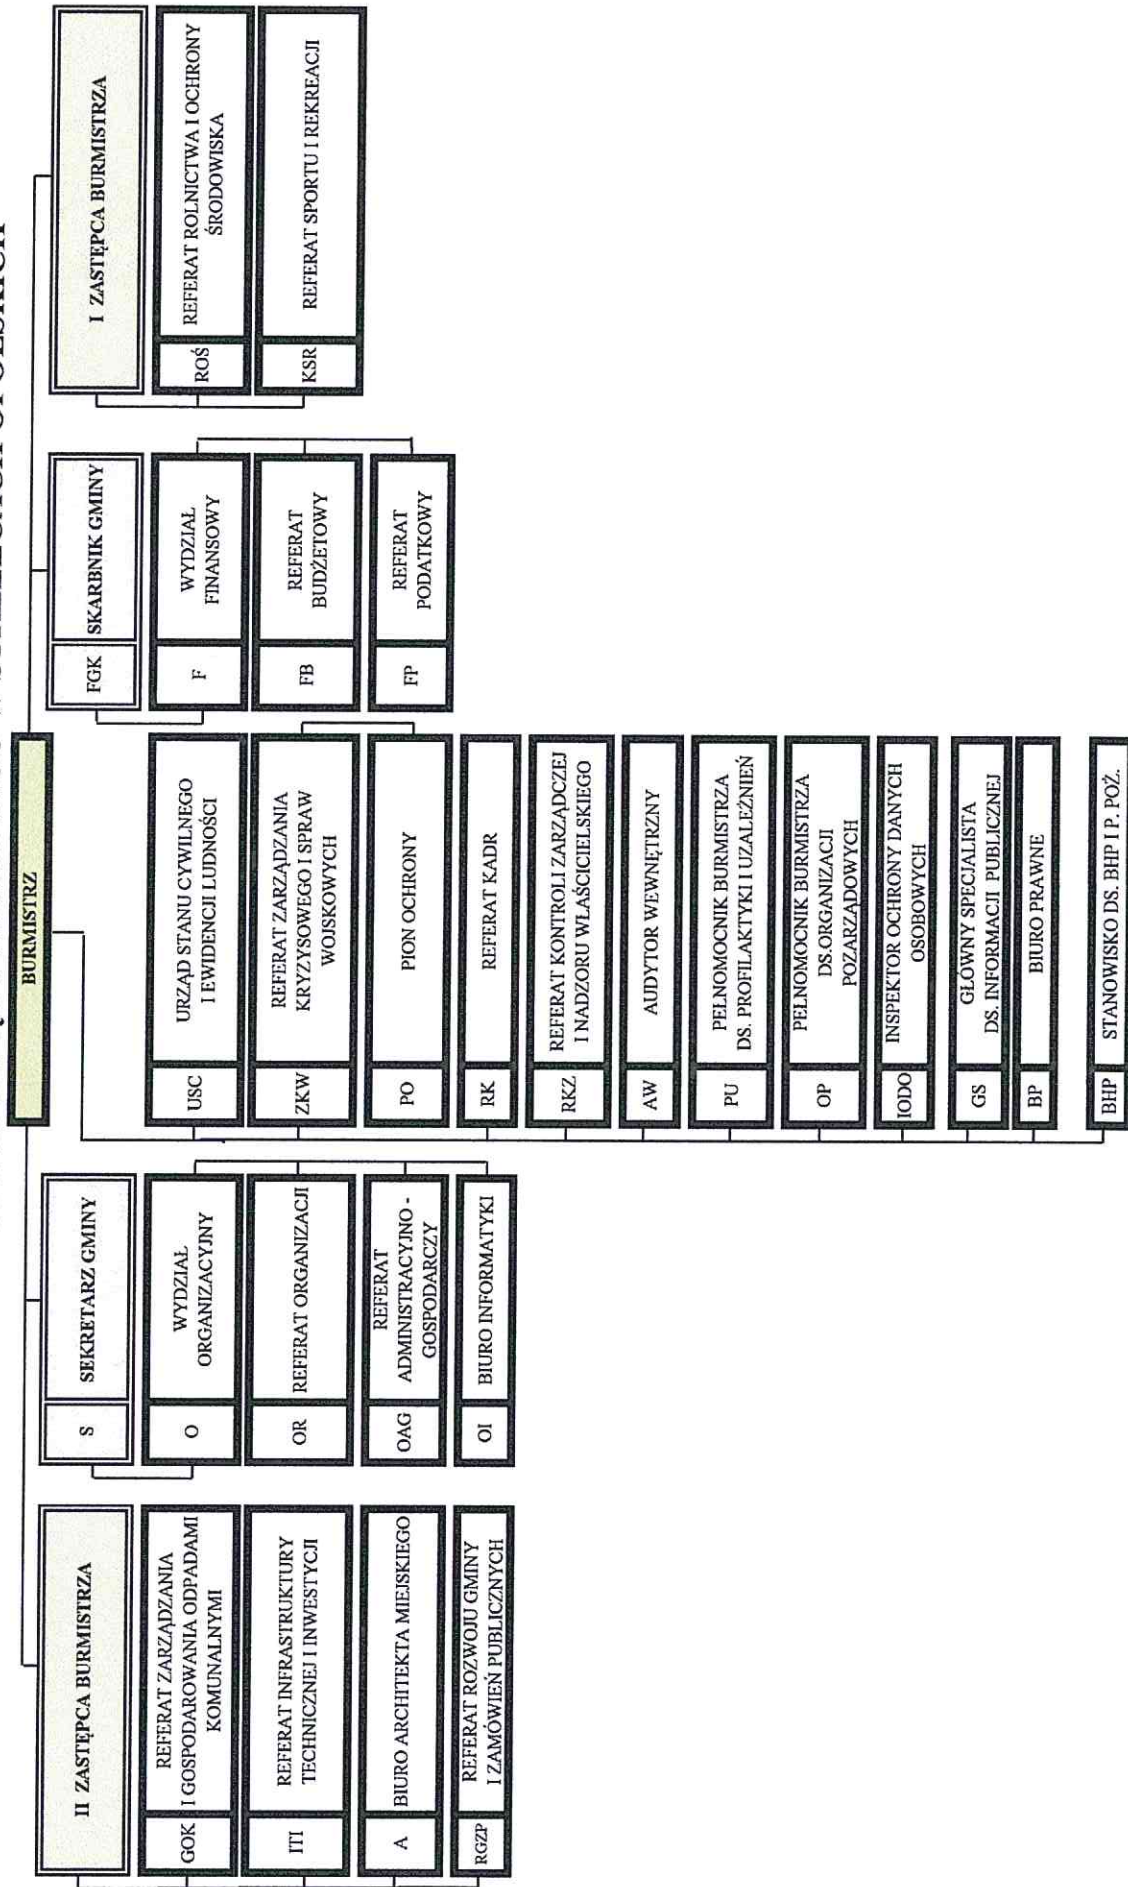 BURMISTRZ
II ZASTĘPCA BURMISTRZA
GOK
REFERAT ZARZĄDZANIA
I GOSPODAROWANIA ODPADAMI
KOMUNALNYMI
ITI
REFERAT INFRASTRUKTURY
TECHNICZNEJ I INWESTYCJI
A
BIURO ARCHITEKTA MIEJSKIEGO
RGZP
REFERAT ROZWOJU GMINY
I ZAMÓWIEŃ PUBLICZNYCH
S
SEKRETARZ GMINY
O
WYDZIAŁ
ORGANIZACYJNY
OR
REFERAT ORGANIZACJI
OAG
REFERAT
ADMINISTRACYJNO -
GOSPODARCZY
OI
BIURO INFORMATYKI
USC
URZĄD STANU CYWILNEGO
I EWIDENCJI LUDNOŚCI
ZKW
REFERAT ZARZĄDZANIA
KRYZYSOWEGO I SPRAW
WOJSKOWYCH
PO
PION OCHRONY
RK
REFERAT KADR
RKZ
REFERAT KONTROLI ZARZĄDCZEJ
I NADZORU WŁAŚCICIELSKIEGO
AW
AUDYTOR WEWNĘTRZNY
PU
PEŁNOMOCNIK BURMISTRZA
DS. PROFILAKTYKI I UZALEŻNIEŃ
OP
PEŁNOMOCNIK BURMISTRZA
DS.ORGANIZACJI
POZARZĄDOWYCH
IODO
INSPEKTOR OCHRONY DANYCH
OSOBOWYCH
GS
GŁÓWNY SPECJALISTA
DS. INFORMACJI PUBLICZNEJ
BP
BIURO PRAWNE
BHP
STANOWISKO DS. BHP I P. POŻ.
FGK
SKARBNIK GMINY
F
WYDZIAŁ
FINANSOWY
FB
REFERAT
BUDŻETOWY
FP
REFERAT
PODATKOWY
I ZASTĘPCA BURMISTRZA
ROŚ
REFERAT ROLNICTWA I OCHRONY
ŚRODOWISKA
KSR
REFERAT SPORTU I REKREACJI